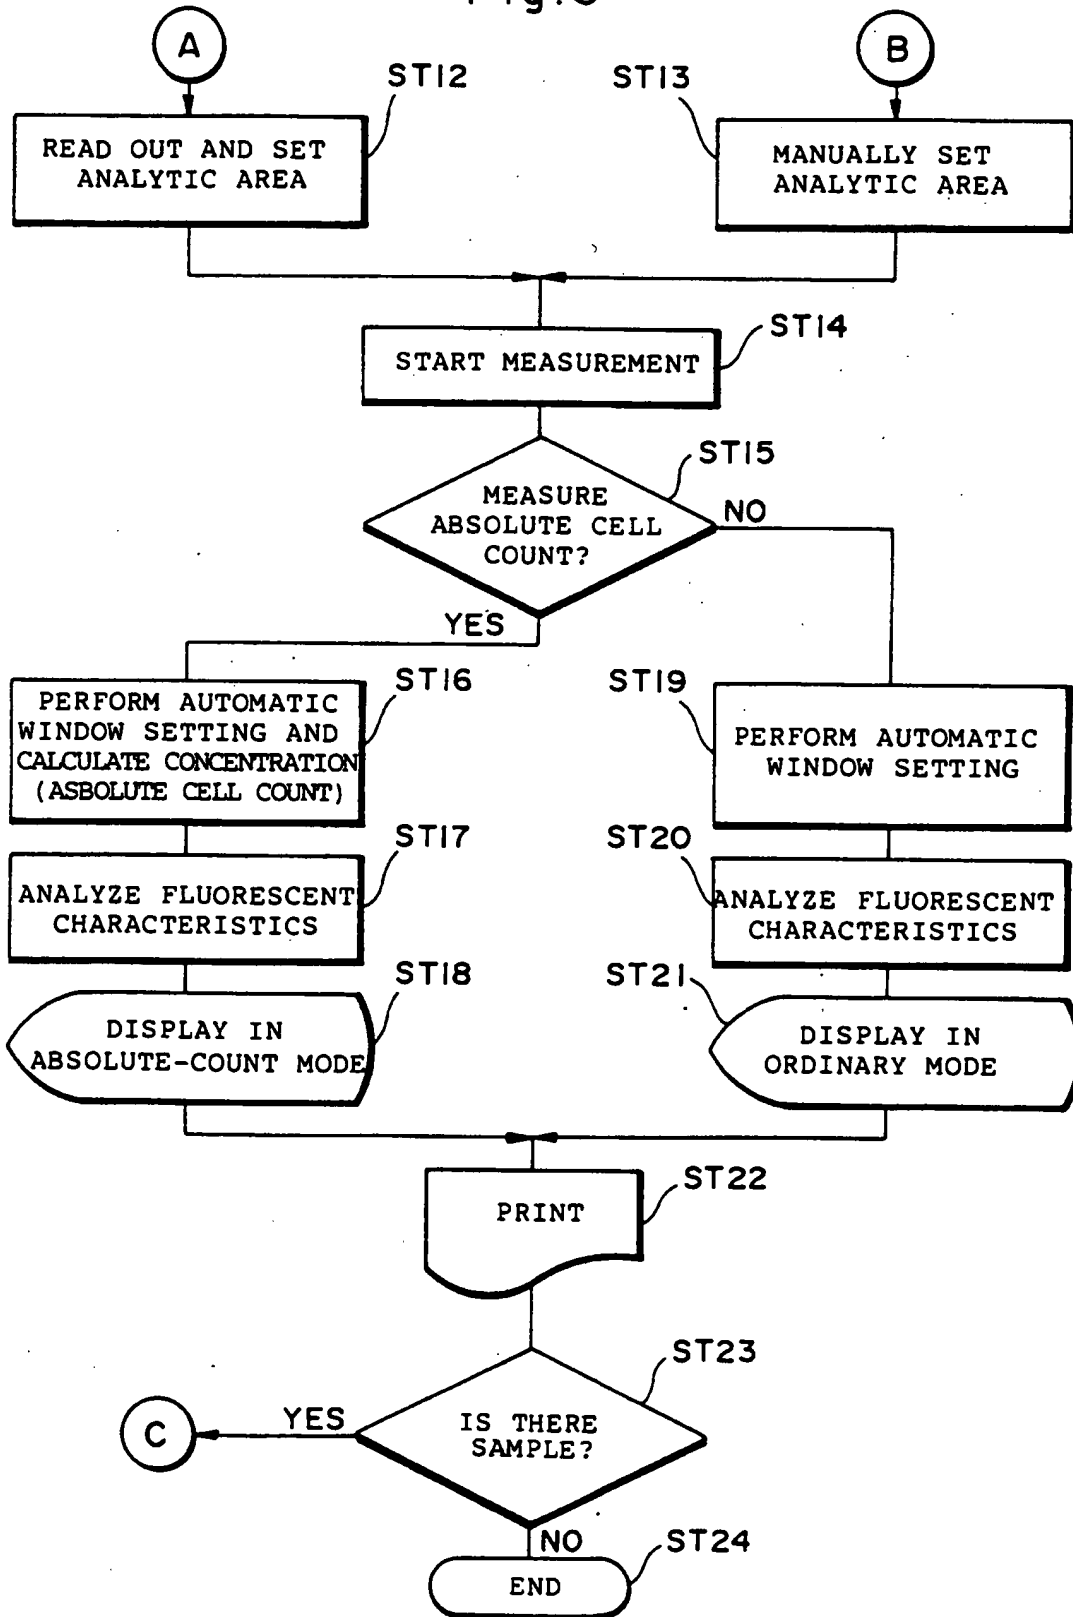 A
B
ST12
ST13
READ OUT AND SET
ANALYTIC AREA
MANUALLY SET
ANALYTIC AREA
ST14
START MEASUREMENT
ST15
MEASURE
ABSOLUTE CELL
COUNT?
NO
YES
ST16
PERFORM AUTOMATIC
WINDOW SETTING AND
CALCULATE CONCENTRATION
(ASBOLUTE CELL COUNT)
ST19
PERFORM AUTOMATIC
WINDOW SETTING
ST17
ANALYZE FLUORESCENT
CHARACTERISTICS
ST20
ANALYZE FLUORESCENT
CHARACTERISTICS
ST18
DISPLAY IN
ABSOLUTE-COUNT MODE
ST21
DISPLAY IN
ORDINARY MODE
ST22
PRINT
ST23
IS THERE
SAMPLE?
YES
C
NO
ST24
END